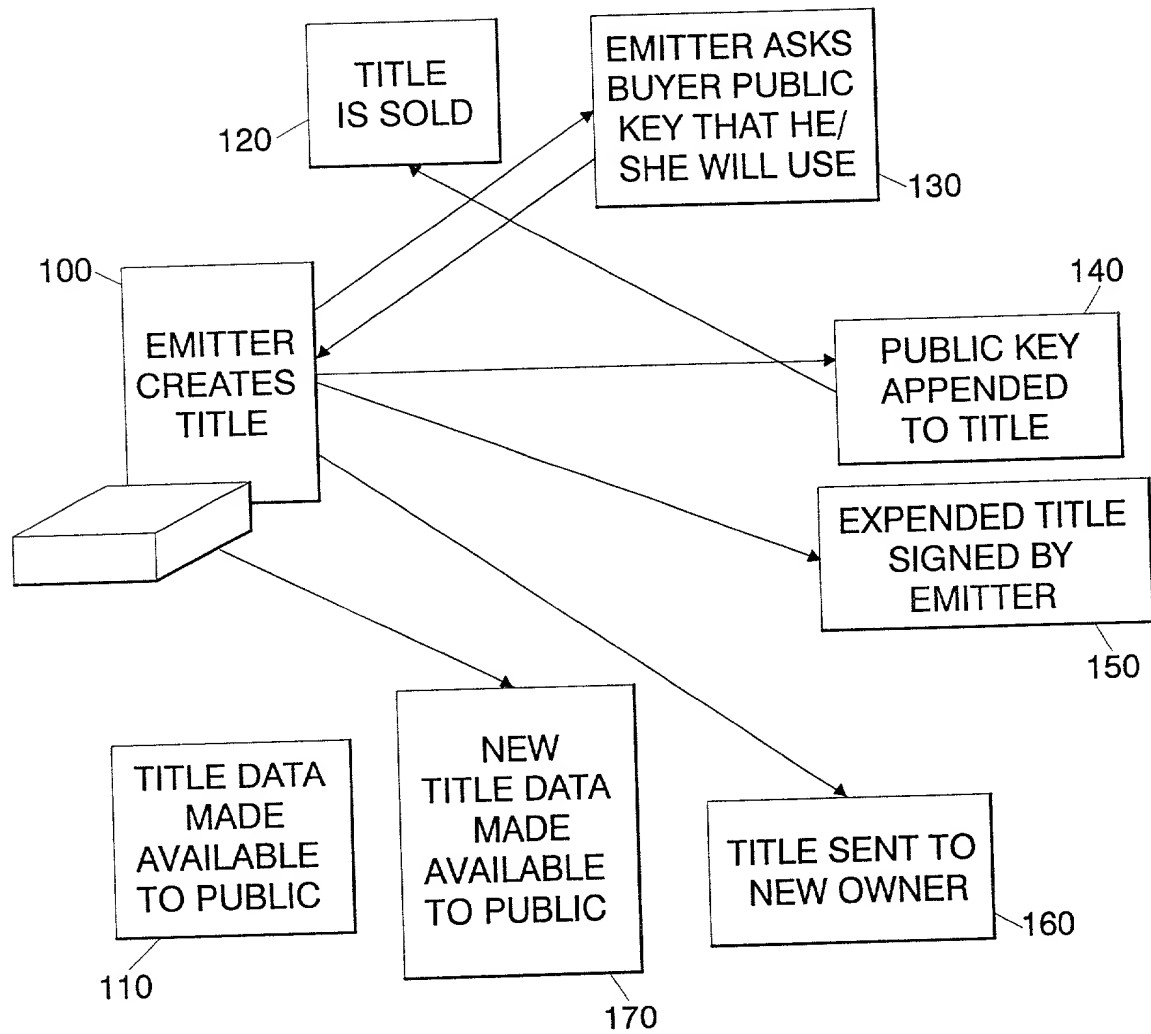 TITLE
IS SOLD
120
EMITTER ASKS
BUYER PUBLIC
KEY THAT HE/
SHE WILL USE
130
100
EMITTER
CREATES
TITLE
140
PUBLIC KEY
APPENDED
TO TITLE
EXPENDED TITLE
SIGNED BY
EMITTER
150
TITLE DATA
MADE
AVAILABLE
TO PUBLIC
110
NEW
TITLE DATA
MADE
AVAILABLE
TO PUBLIC
170
TITLE SENT TO
NEW OWNER
160